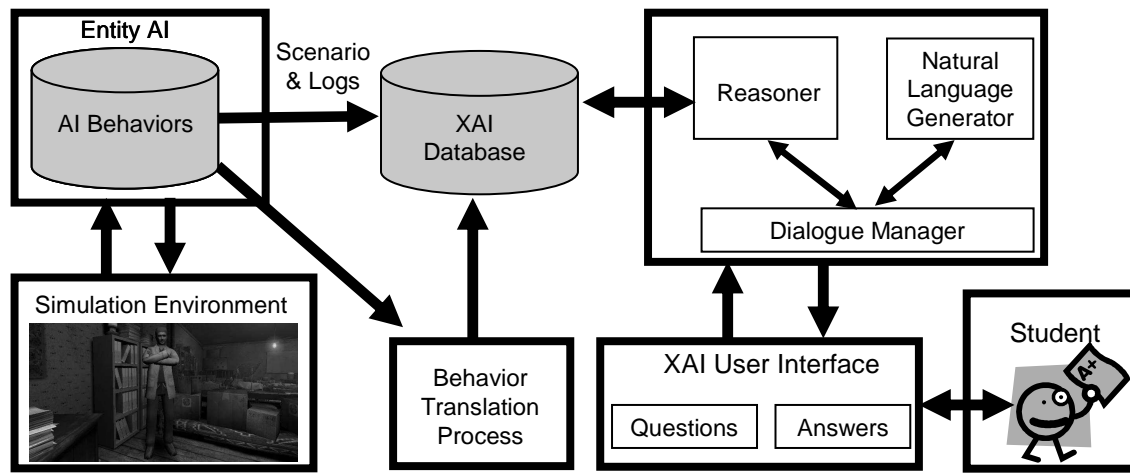 Entity AI
AI Behaviors
Scenario
& Logs
XAI
Database
Reasoner
Natural
Language
Generator
Dialogue Manager
Simulation Environment
Behavior
Translation
Process
XAI User Interface
Questions
Answers
Student
A+